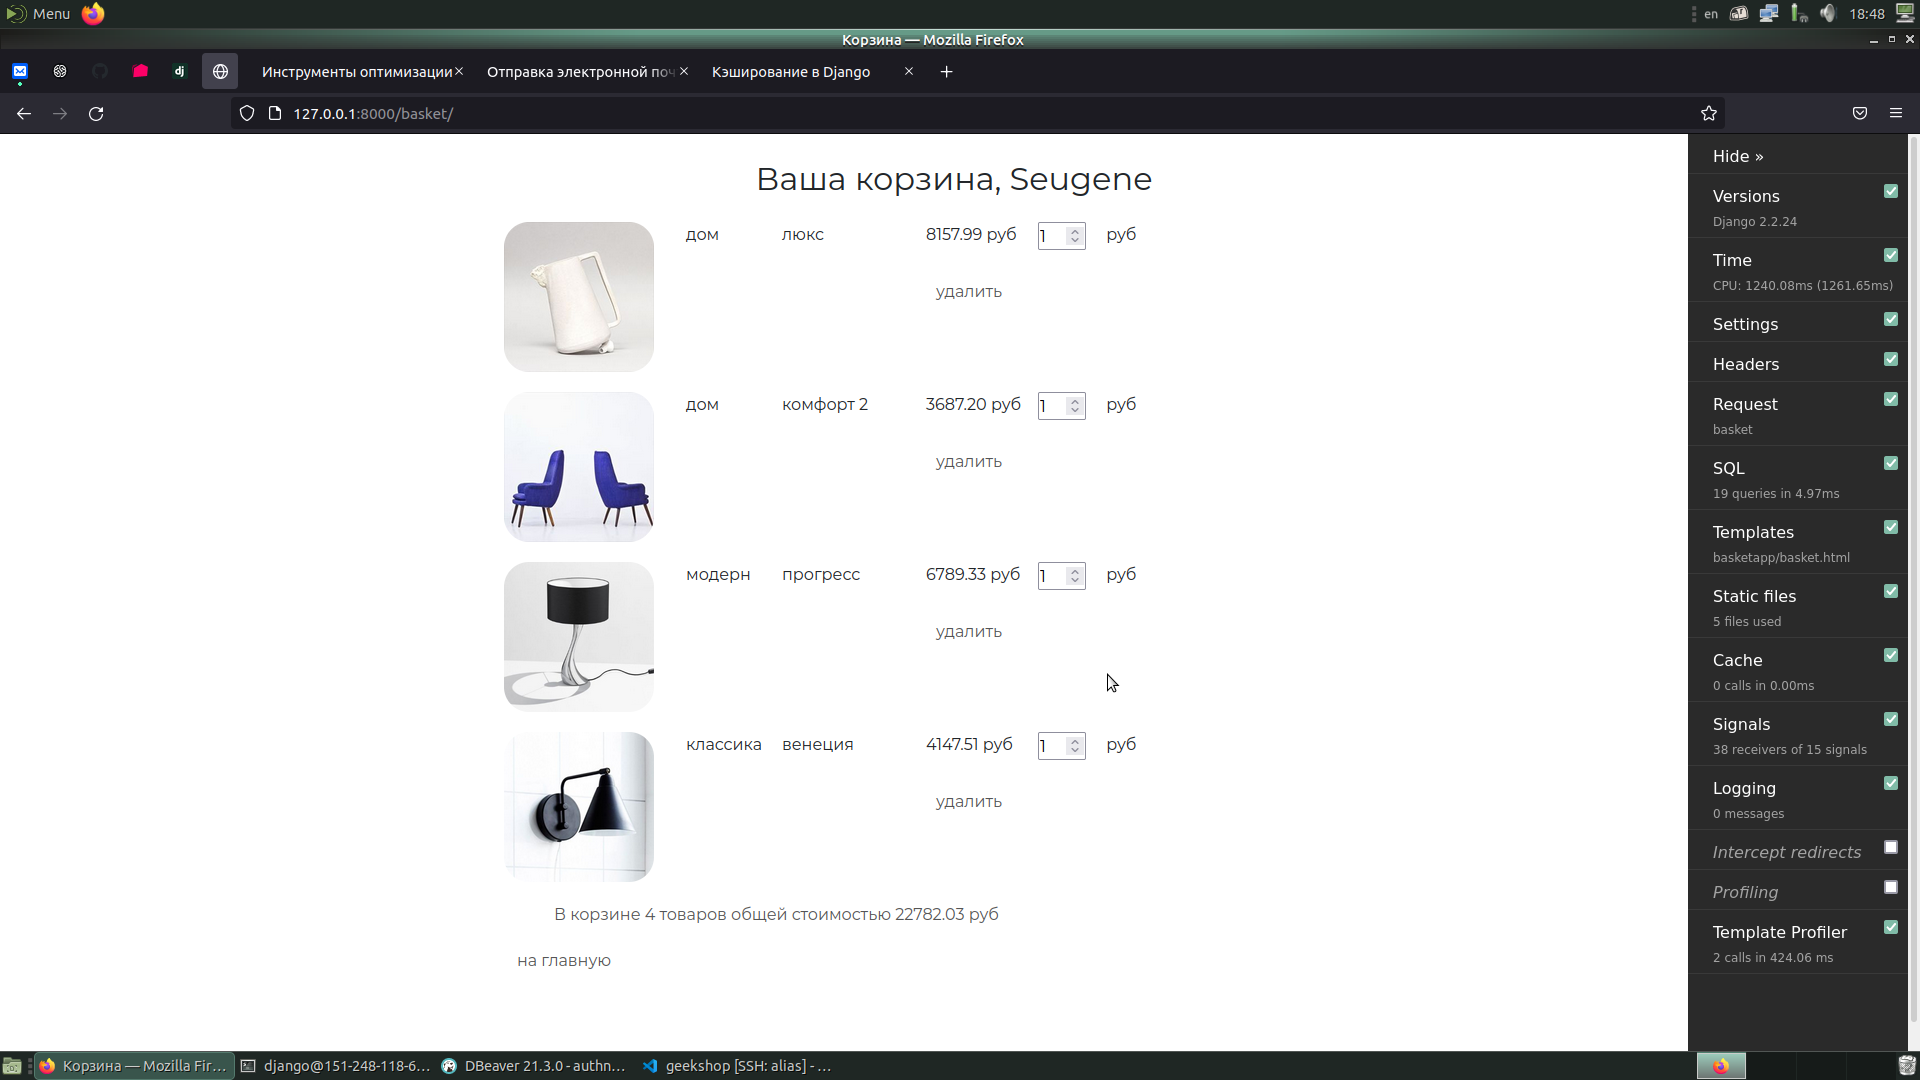 Menu
en
18:48
Корзина — Mozilla Firefox
dj
Инструменты оптимизации
Отправка электронной поч
Кэширование в Django
127.0.0.1:8000/basket/
Ваша корзина, Seugene
дом люкс 8157.99 руб 1 руб
удалить
дом комфорт 2 3687.20 руб 1 руб
удалить
модерн прогресс 6789.33 руб 1 руб
удалить
классика венеция 4147.51 руб 1 руб
удалить
В корзине 4 товаров общей стоимостью 22782.03 руб
на главную
Hide »
Versions
Django 2.2.24
Time
CPU: 1240.08ms (1261.65ms)
Settings
Headers
Request
basket
SQL
19 queries in 4.97ms
Templates
basketapp/basket.html
Static files
5 files used
Cache
0 calls in 0.00ms
Signals
38 receivers of 15 signals
Logging
0 messages
Intercept redirects
Profiling
Template Profiler
2 calls in 424.06 ms
Корзина — Mozilla Fir...
django@151-248-118-6...
DBeaver 21.3.0 - authn...
geekshop [SSH: alias] - ...